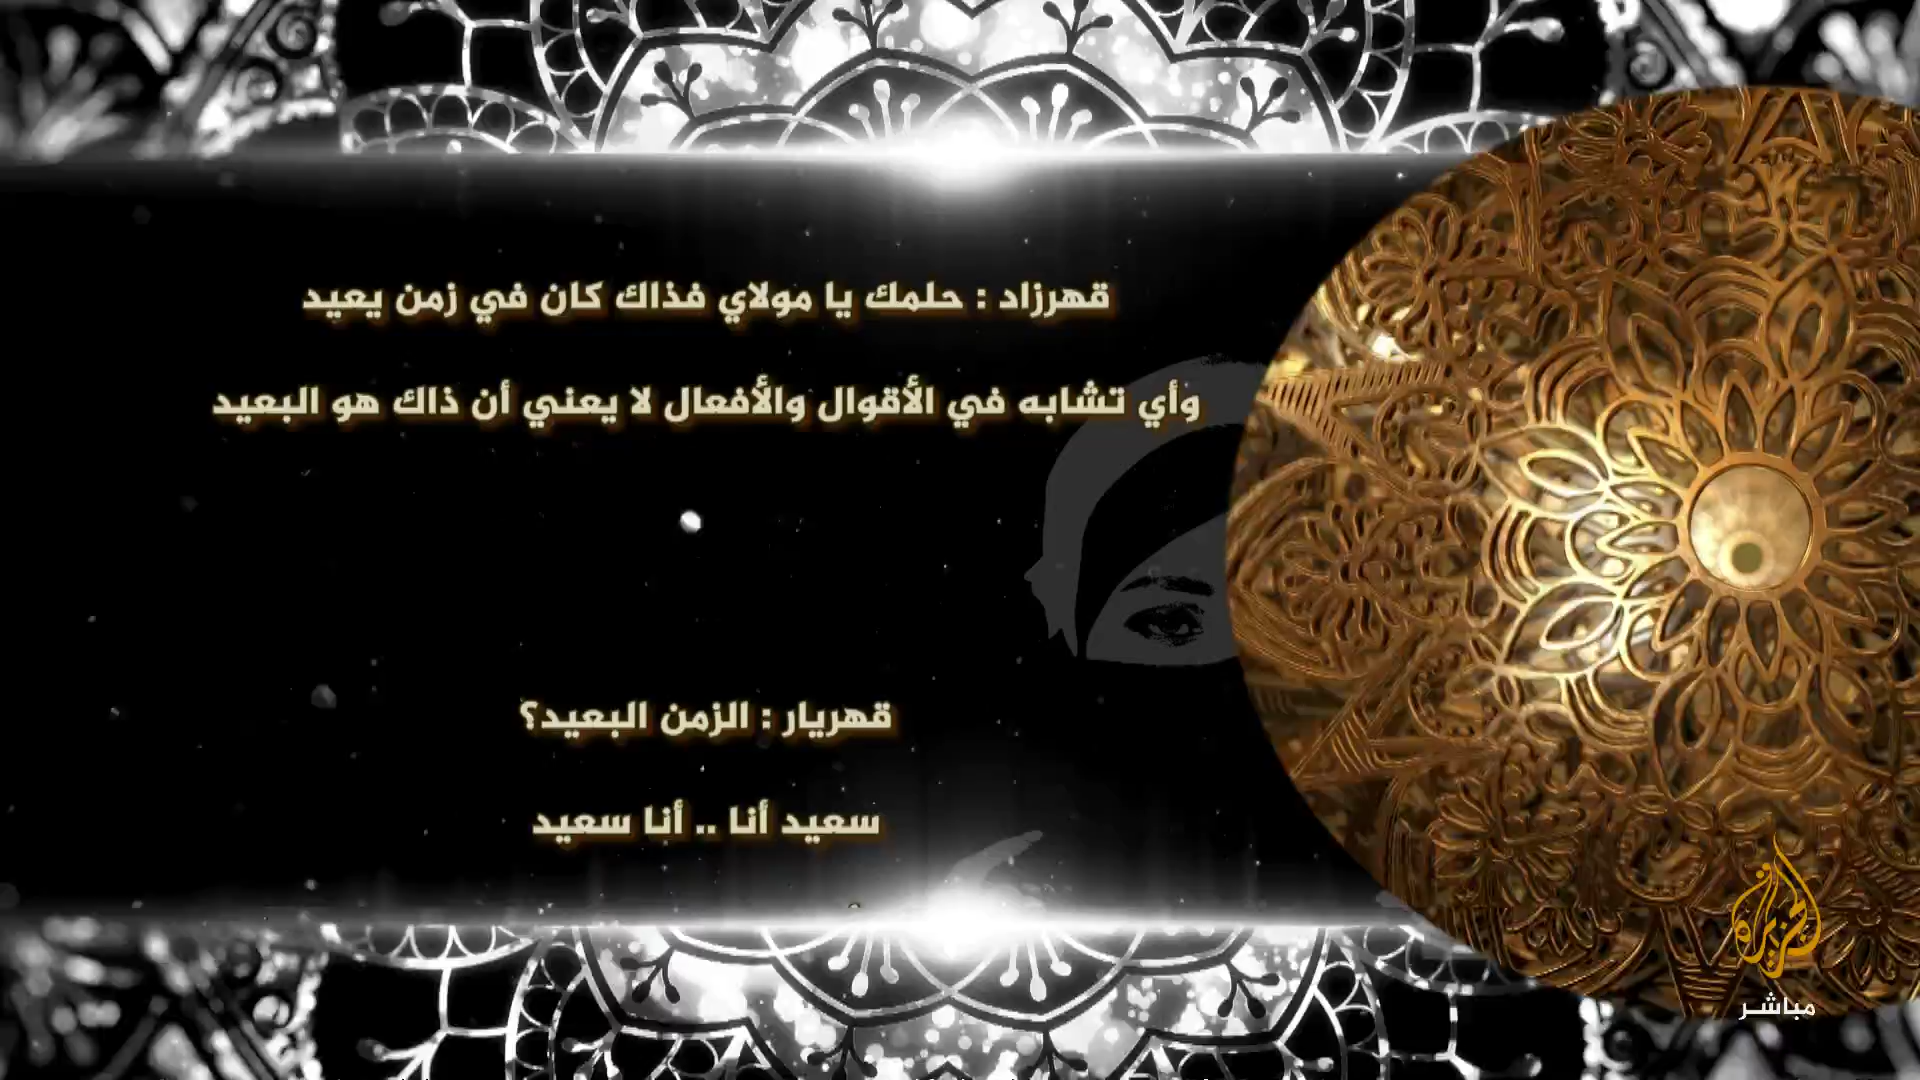 قهرزاد : حلمك يا مولاي فذاك كان في زمن يعيد
وأي تشابه في الأقوال والأفعال لا يعني أن ذاك هو البعيد
قهريار : الزمن البعيد؟
سعيد أنا .. أنا سعيد
الجزيرة
مباشر